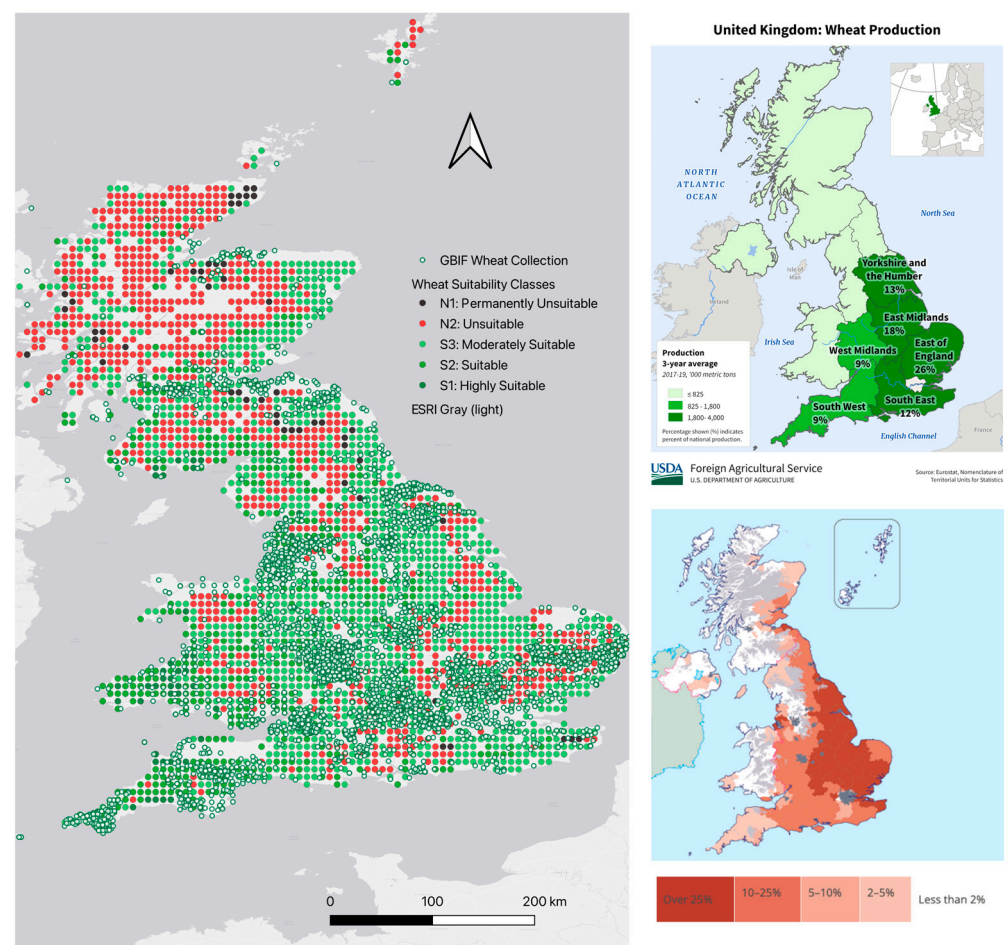 GBIF Wheat Collection
Wheat Suitability Classes
N1: Permanently Unsuitable
N2: Unsuitable
S3: Moderately Suitable
S2: Suitable
S1: Highly Suitable
ESRI Gray (light)
0 100 200 km
United Kingdom: Wheat Production
NORTH
ATLANTIC
OCEAN
North Sea
Isle of
Man
Ireland
Irish Sea
Yorkshire and
the Humber
13%
East Midlands
18%
East of
England
26%
West Midlands
9%
South East
12%
South West
9%
English Channel
France
Production
3-year average
2017-19, '000 metric tons
≤ 825
825 - 1,800
1,800- 4,000
Percentage shown (%) indicates
percent of national production.
USDA
Foreign Agricultural Service
U.S. DEPARTMENT OF AGRICULTURE
Source: Eurostat, Nomenclature of
Territorial Units for Statistics
Over 25%
10–25%
5–10%
2–5%
Less than 2%